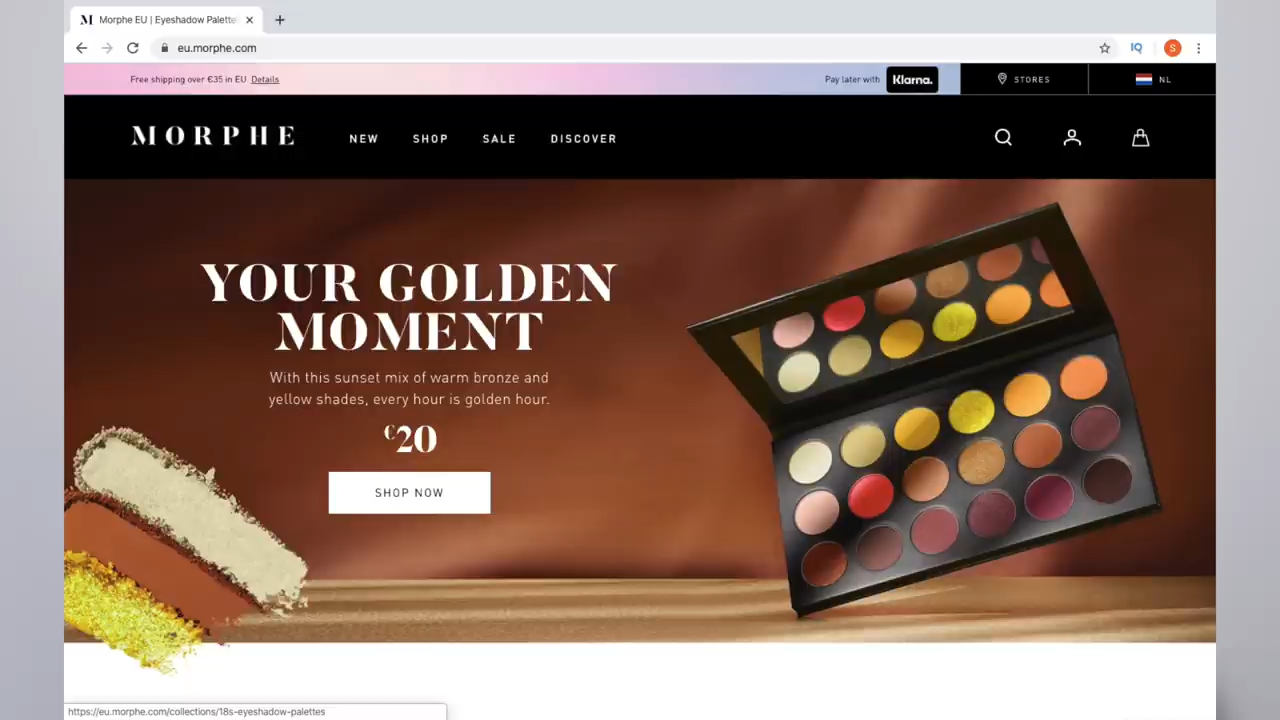 Morphe EU | Eyeshadow Palette
eu.morphe.com
IQ
S
Free shipping over €35 in EU Details
Pay later with Klarna.
STORES
NL
MORPHE
NEW
SHOP
SALE
DISCOVER
YOUR GOLDEN
MOMENT
With this sunset mix of warm bronze and
yellow shades, every hour is golden hour.
€20
SHOP NOW
https://eu.morphe.com/collections/18s-eyeshadow-palettes